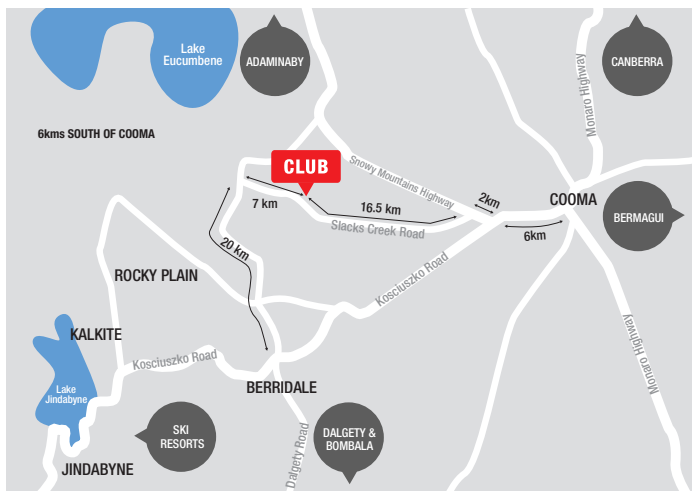 Lake
Eucumbene
ADAMINABY
CANBERRA
Monaro Highway
6kms SOUTH OF COOMA
CLUB
Snowy Mountains Highway
2km
COOMA
7 km
16.5 km
BERMAGUI
Slacks Creek Road
6km
20 km
ROCKY PLAIN
Kosciuszko Road
KALKITE
Monaro Highway
Kosciuszko Road
Lake
Jindabyne
BERRIDALE
SKI
RESORTS
Dalgety Road
DALGETY &
BOMBALA
JINDABYNE